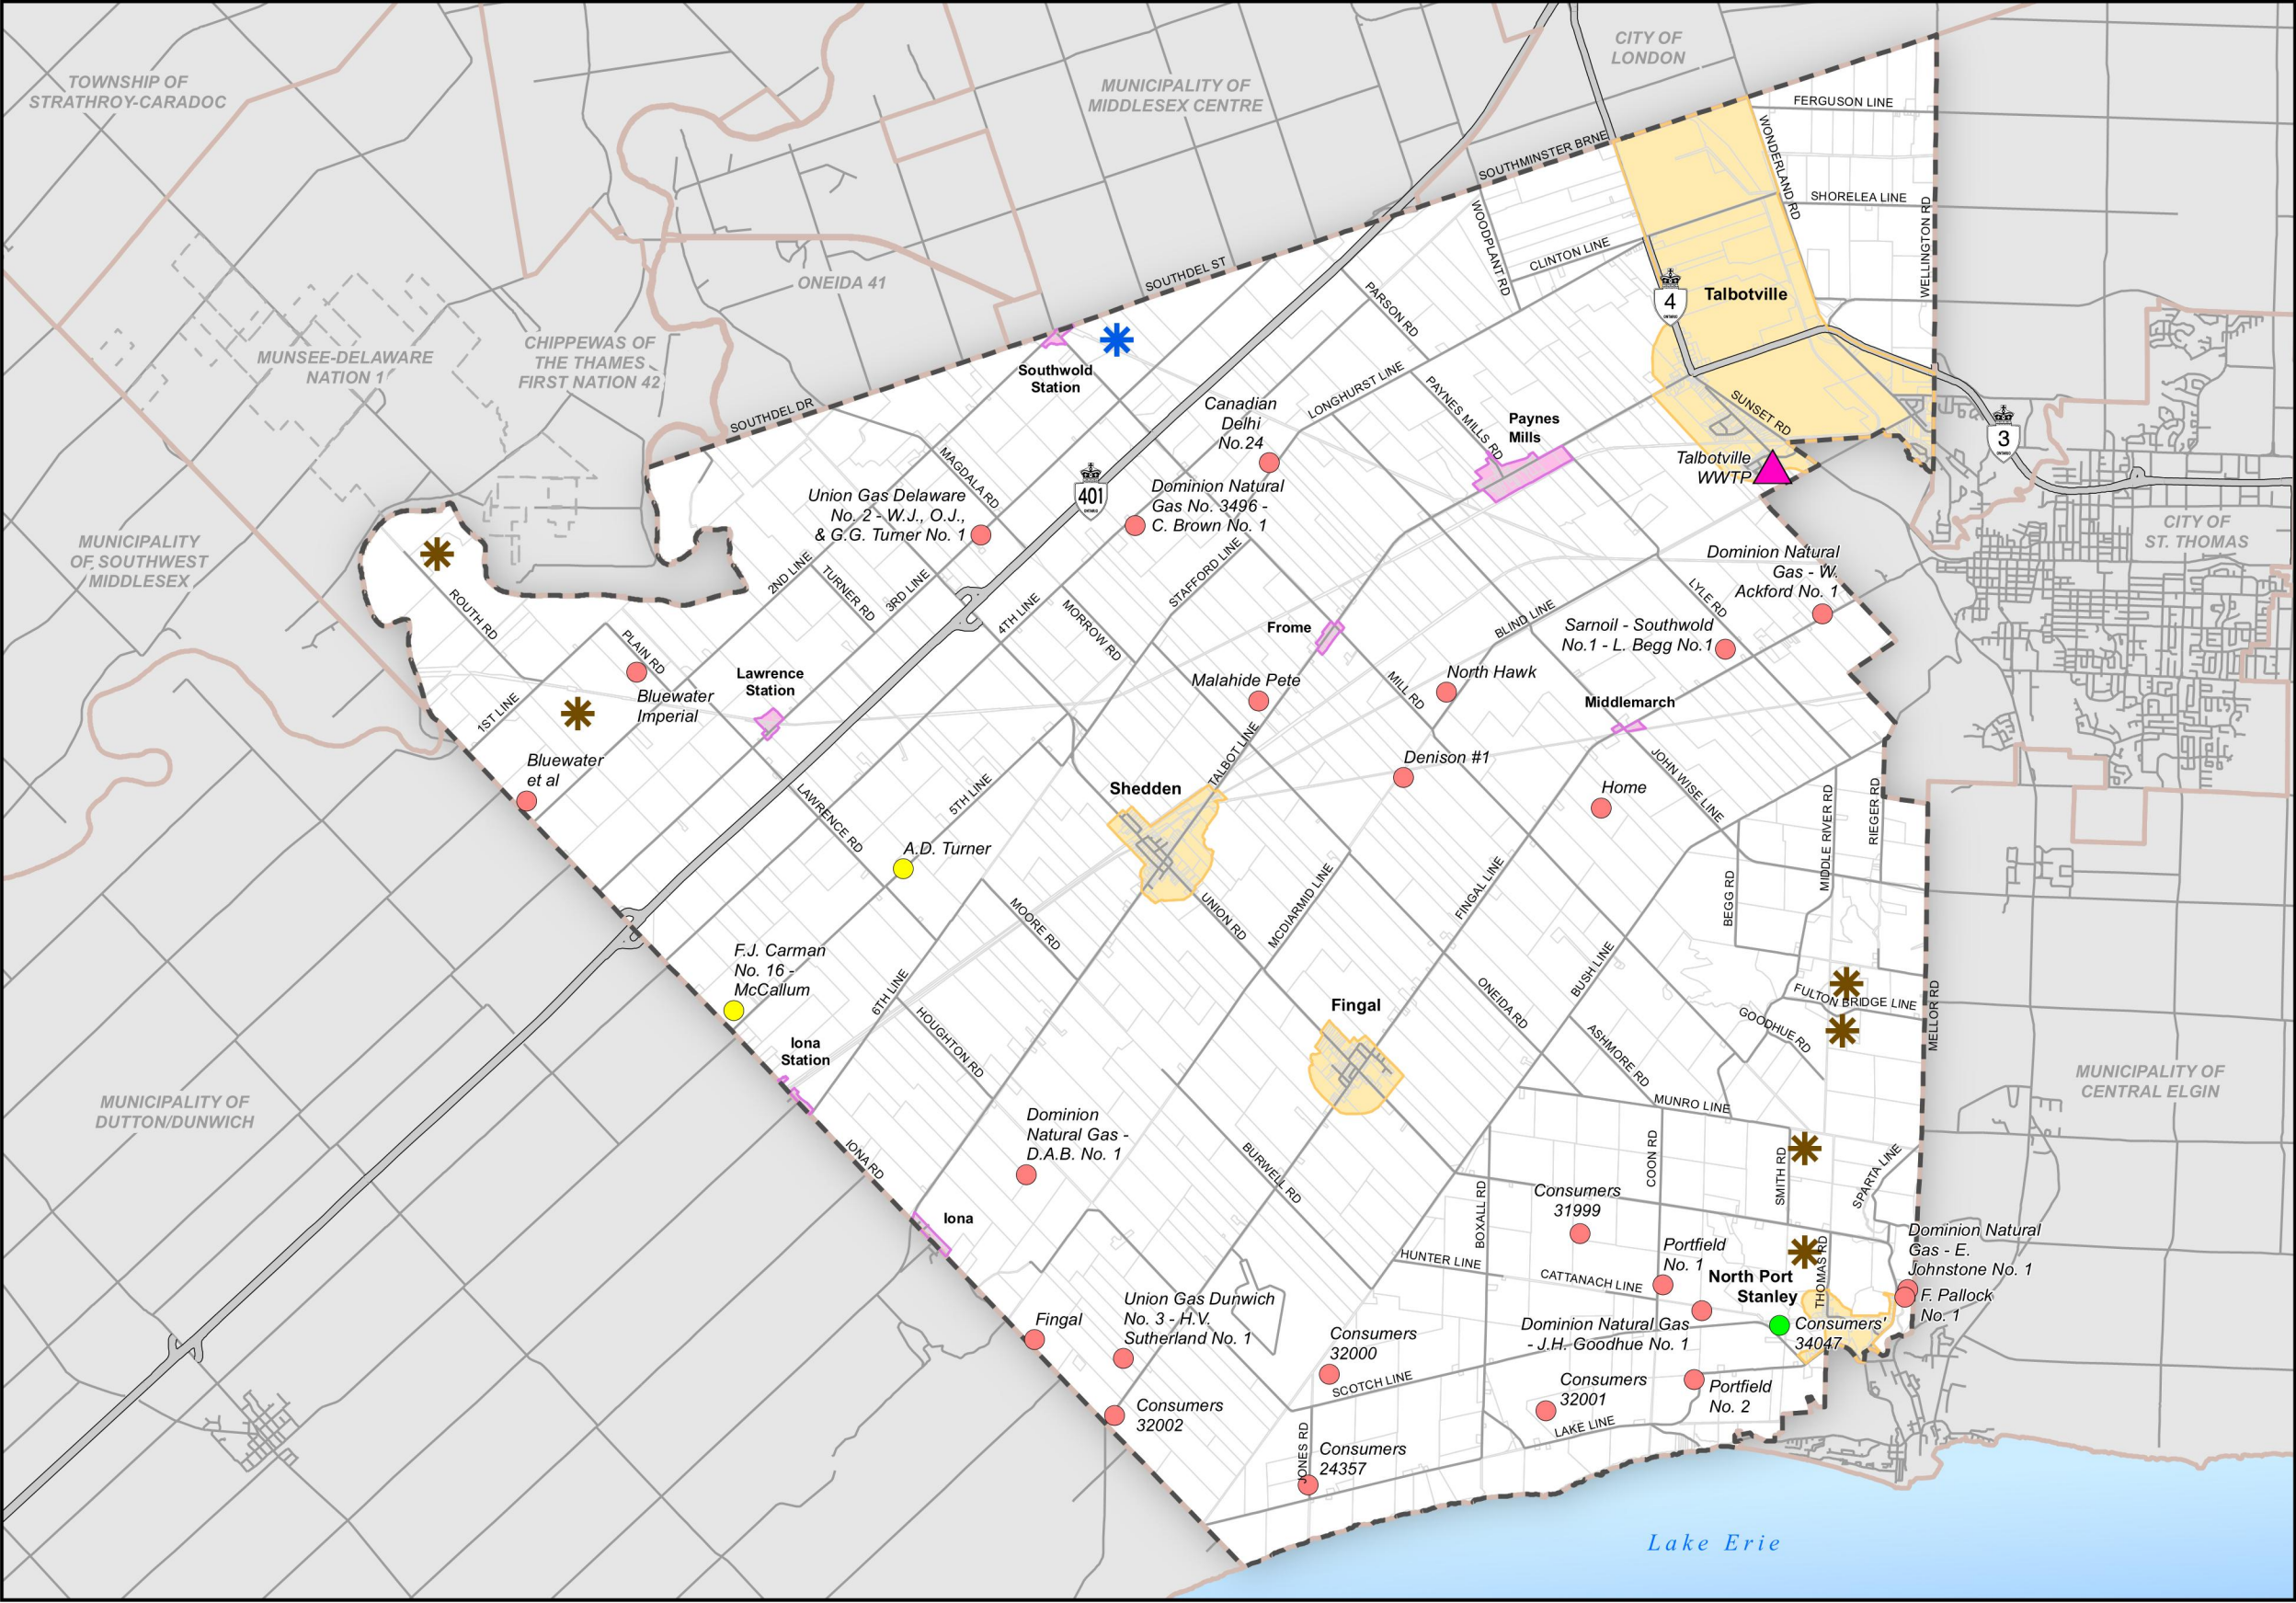 TOWNSHIP OF
STRATHROY-CARADOC
MUNICIPALITY OF
MIDDLESEX CENTRE
CITY OF
LONDON
FERGUSON LINE
WONDERLAND RD
SOUTHMINSTER BRNE
SHORELEA LINE
WELLINGTON RD
WOODPLANT RD
CLINTON LINE
ONEIDA 41
SOUTHDEL ST
PARSON RD
4
ONTARIO
Talbotville
MUNSEE-DELAWARE
NATION 1
CHIPPEWAS OF
THE THAMES
FIRST NATION 42
Southwold
Station
LONGHURST LINE
PAYNES MILLS RD
SUNSET RD
SOUTHDEL DR
Canadian
Delhi
No.24
Paynes
Mills
3
ONTARIO
Talbotville
WWTP
MAGDALA RD
401
ONTARIO
Union Gas Delaware
No. 2 - W.J., O.J.,
& G.G. Turner No. 1
Dominion Natural
Gas No. 3496 -
C. Brown No. 1
CITY OF
ST. THOMAS
MUNICIPALITY
OF SOUTHWEST
MIDDLESEX
2ND LINE
TURNER RD
3RD LINE
STAFFORD LINE
Dominion Natural
Gas - W.
Ackford No. 1
ROUTH RD
4TH LINE
MORROW RD
LYLE RD
BLIND LINE
PLAIN RD
Frome
Sarnoil - Southwold
No.1 - L. Begg No.1
Lawrence
Station
Bluewater
Imperial
Malahide Pete
MILL RD
North Hawk
Middlemarch
1ST LINE
TALBOT LINE
Denison #1
JOHN WISE LINE
Bluewater
et al
Shedden
Home
LAWRENCE RD
5TH LINE
MIDDLE RIVER RD
RIEGER RD
A.D. Turner
MOORE RD
UNION RD
MCDIARMID LINE
FINGAL LINE
BEGG RD
F.J. Carman
No. 16 -
McCallum
6TH LINE
BUSH LINE
ONEIDA RD
Fingal
FULTON BRIDGE LINE
MELLOR RD
GOODHUE RD
Iona
Station
HOUGHTON RD
ASHMORE RD
MUNICIPALITY OF
CENTRAL ELGIN
MUNICIPALITY OF
DUTTON/DUNWICH
MUNRO LINE
Dominion
Natural Gas -
D.A.B. No. 1
IONA RD
BURWELL RD
COON RD
SMITH RD
SPARTA LINE
BOXALL RD
Consumers
31999
Iona
HUNTER LINE
CATTANACH LINE
Portfield
No. 1
North Port
Stanley
THOMAS RD
Dominion Natural
Gas - E.
Johnstone No. 1
F. Pallock
No. 1
Fingal
Union Gas Dunwich
No. 3 - H.V.
Sutherland No. 1
Consumers
32000
Dominion Natural Gas
- J.H. Goodhue No. 1
Consumers'
34047
SCOTCH LINE
Consumers
32001
Portfield
No. 2
Consumers
32002
LAKE LINE
JONES RD
Consumers
24357
Lake Erie